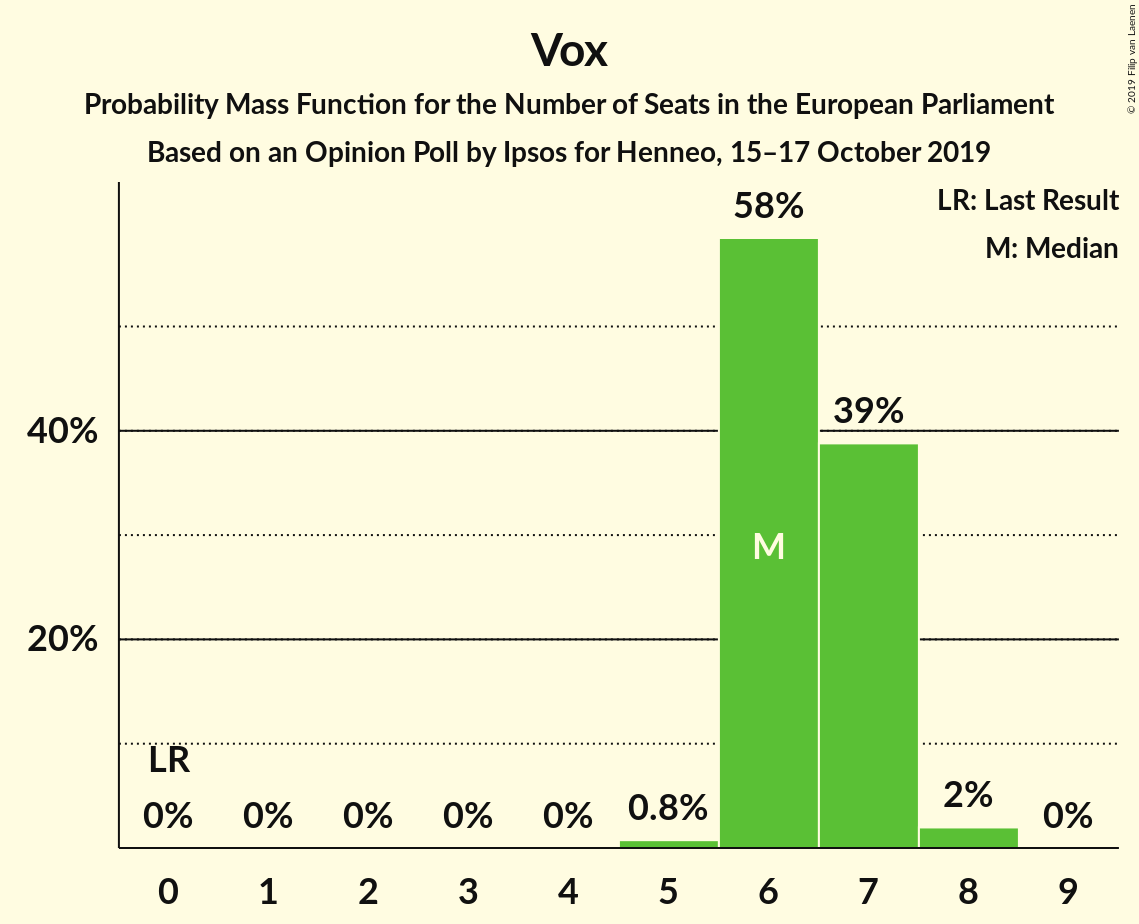 Vox
Probability Mass Function for the Number of Seats in the European Parliament
Based on an Opinion Poll by Ipsos for Henneo, 15–17 October 2019
© 2019 Filip van Laenen
LR: Last Result
M: Median
58%
39%
40%
M
20%
LR
0% 0% 0% 0% 0% 0.8% 2% 0%
0 1 2 3 4 5 6 7 8 9